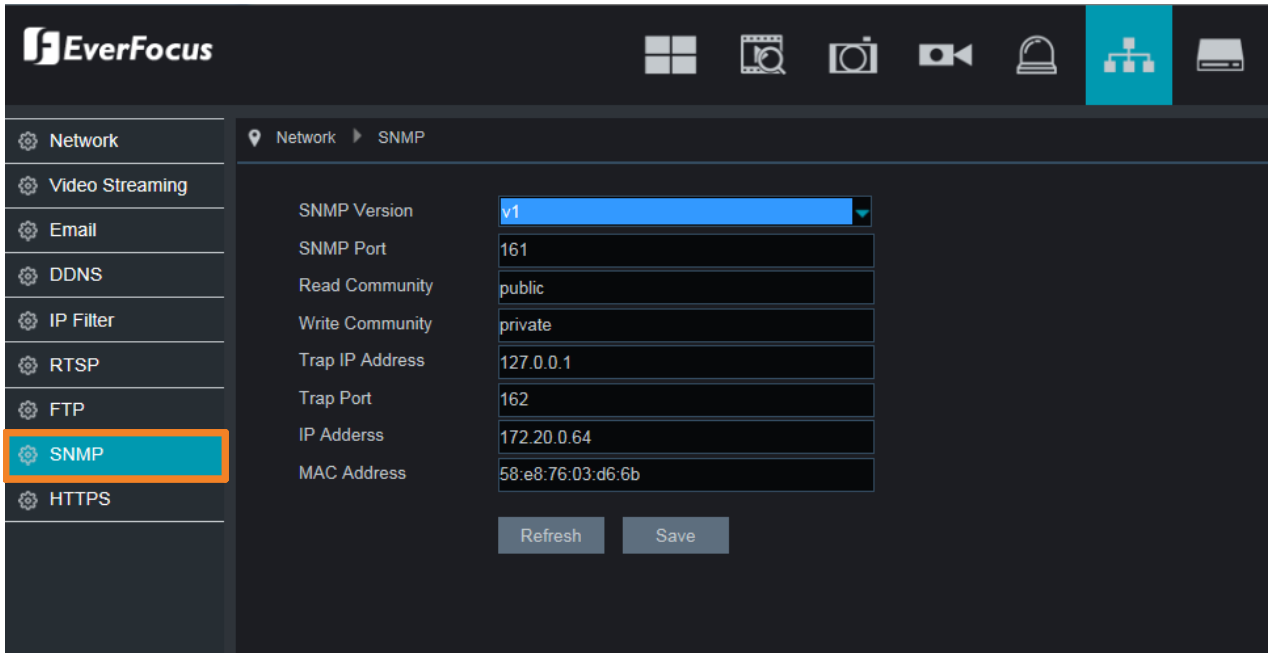 EverFocus
Network
Video Streaming
Email
DDNS
IP Filter
RTSP
FTP
SNMP
HTTPS
Network SNMP
SNMP Version v1
SNMP Port 161
Read Community public
Write Community private
Trap IP Address 127.0.0.1
Trap Port 162
IP Adderss 172.20.0.64
MAC Address 58:e8:76:03:d6:6b
Refresh Save